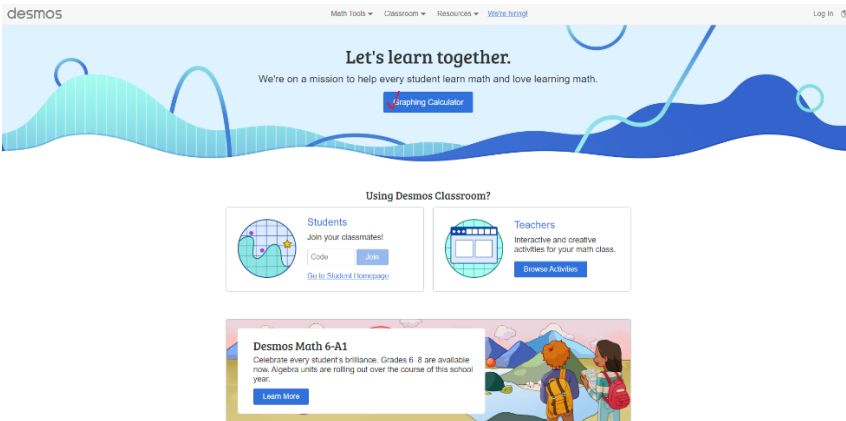 desmos
Math Tools Classroom Resources We're hiring! Log In
Let's learn together.
We're on a mission to help every student learn math and love learning math.
Graphing Calculator
Using Desmos Classroom?
Students
Join your classmates!
Code Join
Go to Student Homepage
Teachers
Interactive and creative
activities for your math class.
Browse Activities
Desmos Math 6-A1
Celebrate every student's brilliance. Grades 6-8 are available
now. Algebra units are rolling out over the course of this school
year.
Learn More